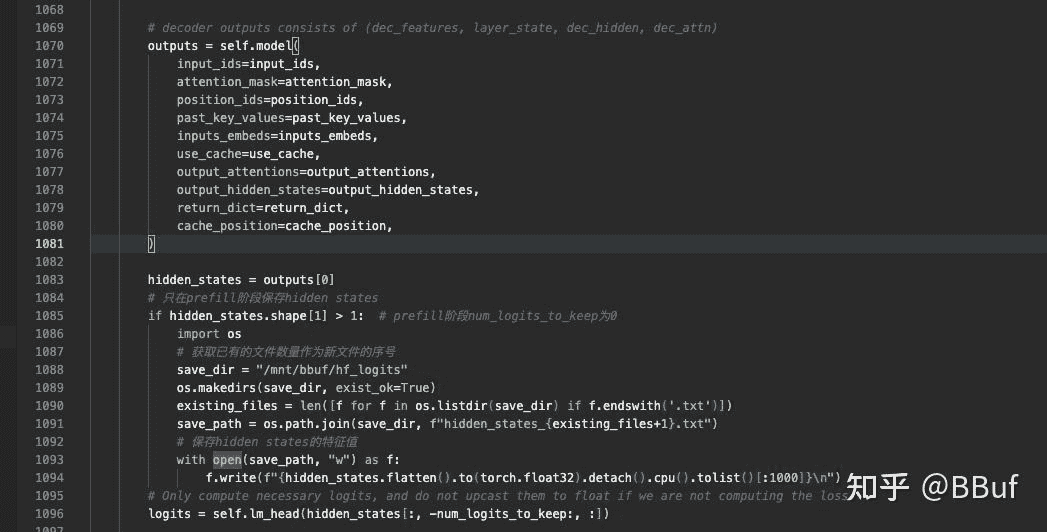 1068
1069 # decoder outputs consists of (dec_features, layer_state, dec_hidden, dec_attn)
1070 outputs = self.model(
1071 input_ids=input_ids,
1072 attention_mask=attention_mask,
1073 position_ids=position_ids,
1074 past_key_values=past_key_values,
1075 inputs_embeds=inputs_embeds,
1076 use_cache=use_cache,
1077 output_attentions=output_attentions,
1078 output_hidden_states=output_hidden_states,
1079 return_dict=return_dict,
1080 cache_position=cache_position,
1081 )
1082
1083 hidden_states = outputs[0]
1084 # 只在prefill阶段保存hidden states
1085 if hidden_states.shape[1] > 1: # prefill阶段num_logits_to_keep为0
1086 import os
1087 # 获取已有的文件数量作为新文件的序号
1088 save_dir = "/mnt/bbuf/hf_logits"
1089 os.makedirs(save_dir, exist_ok=True)
1090 existing_files = len([f for f in os.listdir(save_dir) if f.endswith('.txt')])
1091 save_path = os.path.join(save_dir, f"hidden_states_{existing_files+1}.txt")
1092 # 保存hidden states的特征值
1093 with open(save_path, "w") as f:
1094 f.write(f"{hidden_states.flatten().to(torch.float32).detach().cpu().tolist()[:1000]}\n")
1095 # Only compute necessary logits, and do not upcast them to float if we are not computing the loss
1096 logits = self.lm_head(hidden_states[:, -num_logits_to_keep:, :])
1097
知乎 @BBuf